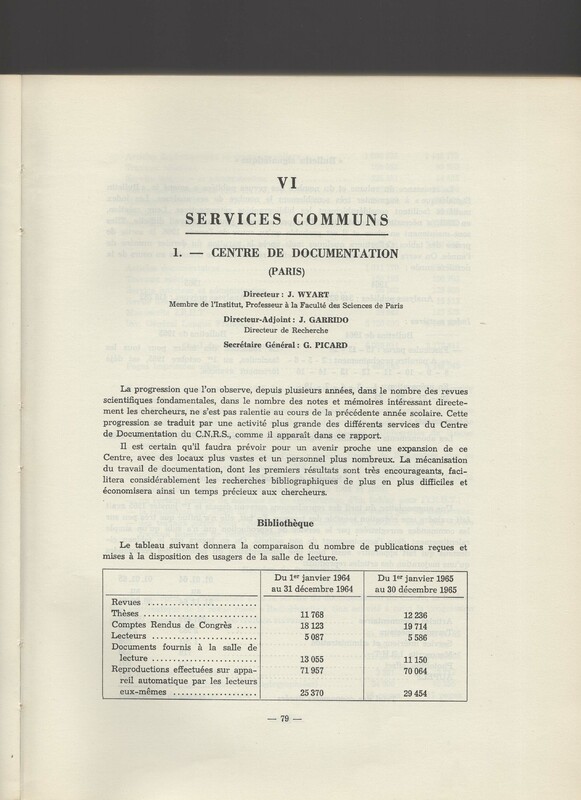 VI
SERVICES COMMUNS
1. — CENTRE DE DOCUMENTATION
(PARIS)
Directeur : J. WYART
Membre de l'Institut, Professeur à la Faculté des Sciences de Paris
Directeur-Adjoint : J. GARRIDO
Directeur de Recherche
Secrétaire Général : G. PICARD
La progression que l'on observe, depuis plusieurs années, dans le nombre des revues
scientifiques fondamentales, dans le nombre des notes et mémoires intéressant directe-
ment les chercheurs, ne s'est pas ralentie au cours de la précédente année scolaire. Cette
progression se traduit par une activité plus grande des différents services du Centre
de Documentation du C.N.R.S., comme il apparaît dans ce rapport.
Il est certain qu'il faudra prévoir pour un avenir proche une expansion de ce
Centre, avec des locaux plus vastes et un personnel plus nombreux. La mécanisation
du travail de documentation, dont les premiers résultats sont très encourageants, faci-
litera considérablement les recherches bibliographiques de plus en plus difficiles et
économisera ainsi un temps précieux aux chercheurs.
Bibliothèque
Le tableau suivant donnera la comparaison du nombre de publications reçues et
mises à la disposition des usagers de la salle de lecture.
Du 1er janvier 1964 Du 1er janvier 1965
au 31 décembre 1964 au 30 décembre 1965
Revues ........................
Thèses ........................ 11 768 12 236
Comptes Rendus de Congrès ..... 18 123 19 714
Lecteurs ....................... 5 087 5 586
Documents fournis à la salle de
lecture ....................... 13 055 11 150
Reproductions effectuées sur appa- 71 957 70 064
reil automatique par les lecteurs
eux-mêmes .................. 25 370 29 454
— 79 —